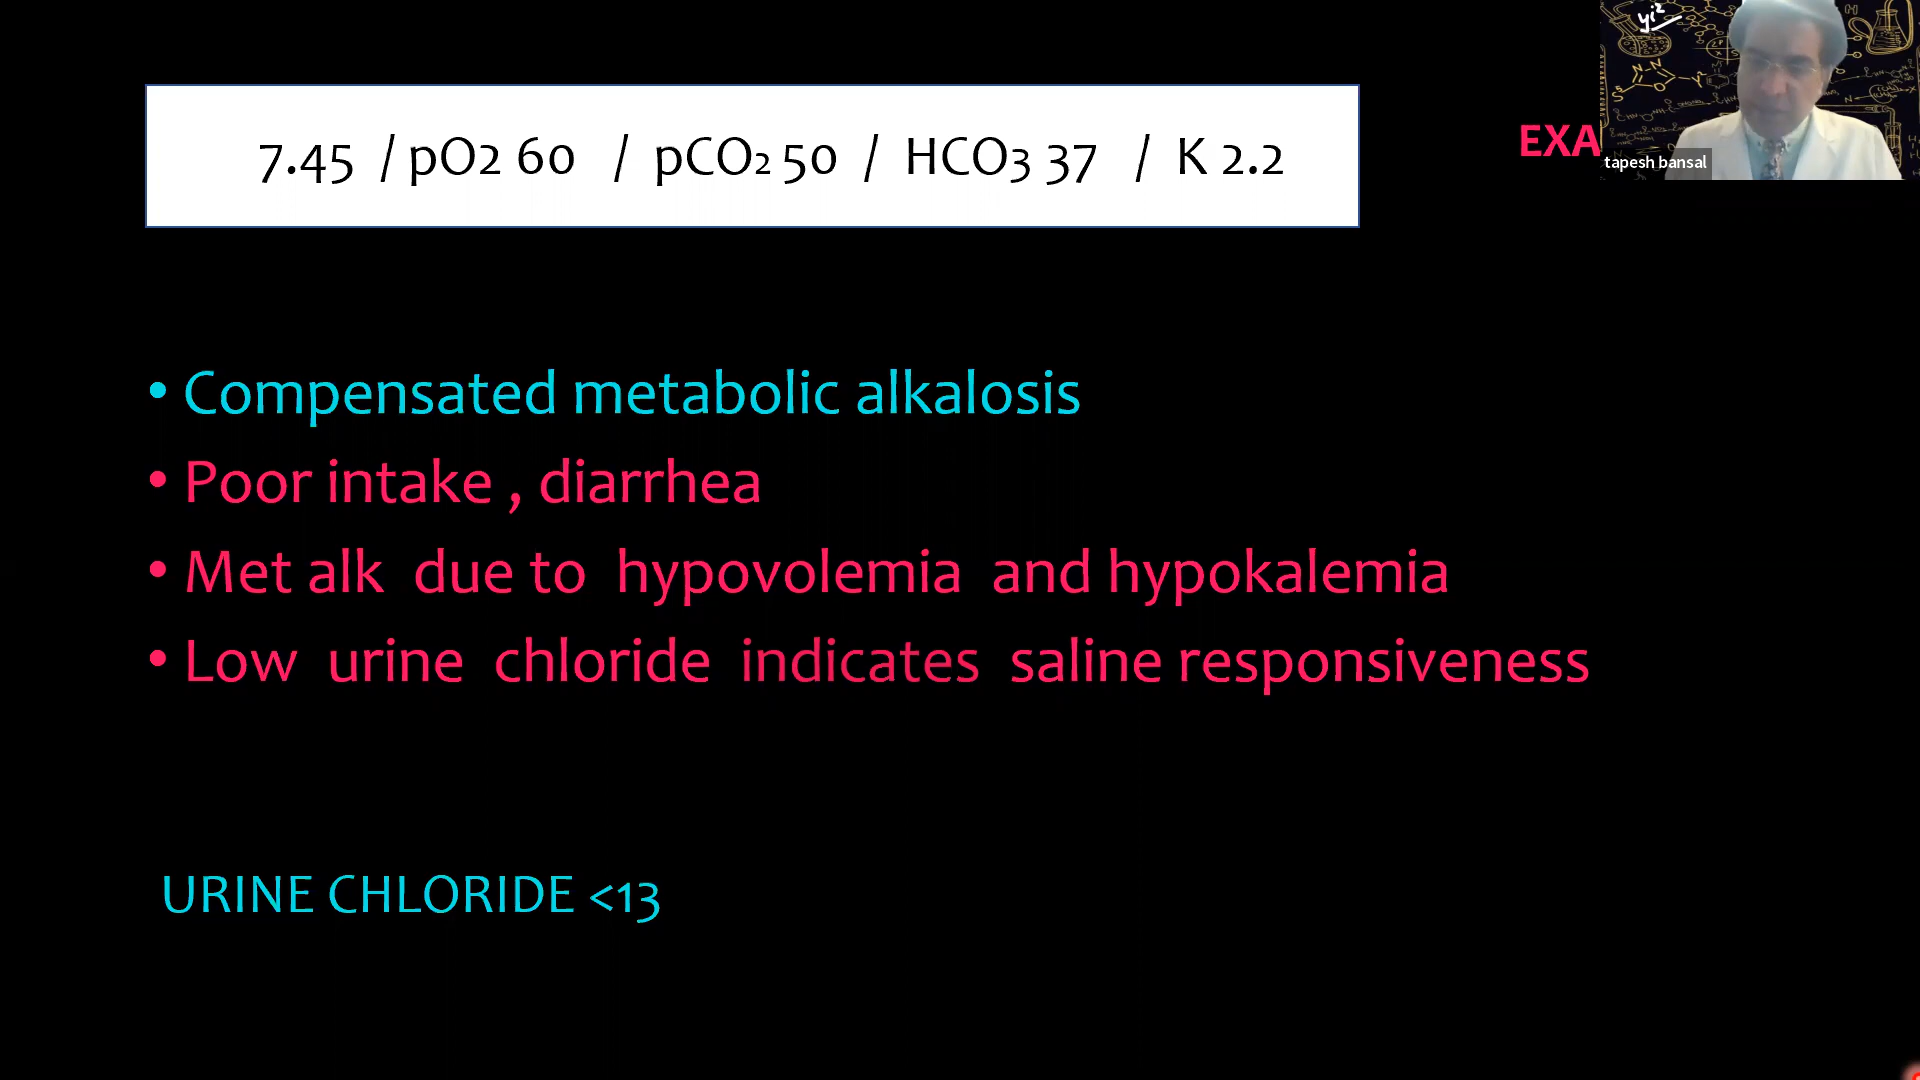 7.45 / pO2 60 / pCO₂ 50 / HCO3 37 / K 2.2
EXA
tapesh bansal
• Compensated metabolic alkalosis
• Poor intake , diarrhea
• Met alk due to hypovolemia and hypokalemia
• Low urine chloride indicates saline responsiveness
URINE CHLORIDE <13